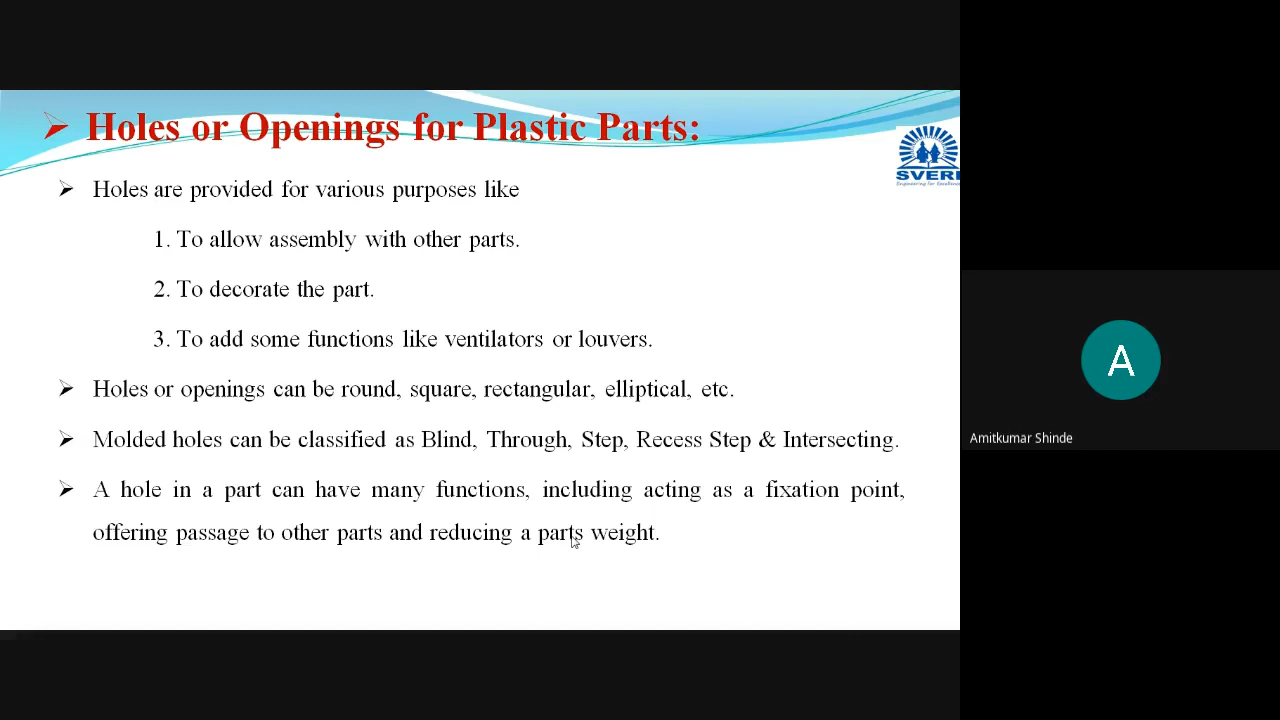 Holes or Openings for Plastic Parts:
SVERI
Engineering for Excellence
Holes are provided for various purposes like
1. To allow assembly with other parts.
2. To decorate the part.
3. To add some functions like ventilators or louvers.
Holes or openings can be round, square, rectangular, elliptical, etc.
Molded holes can be classified as Blind, Through, Step, Recess Step & Intersecting.
A hole in a part can have many functions, including acting as a fixation point,
offering passage to other parts and reducing a parts weight.
A
Amitkumar Shinde